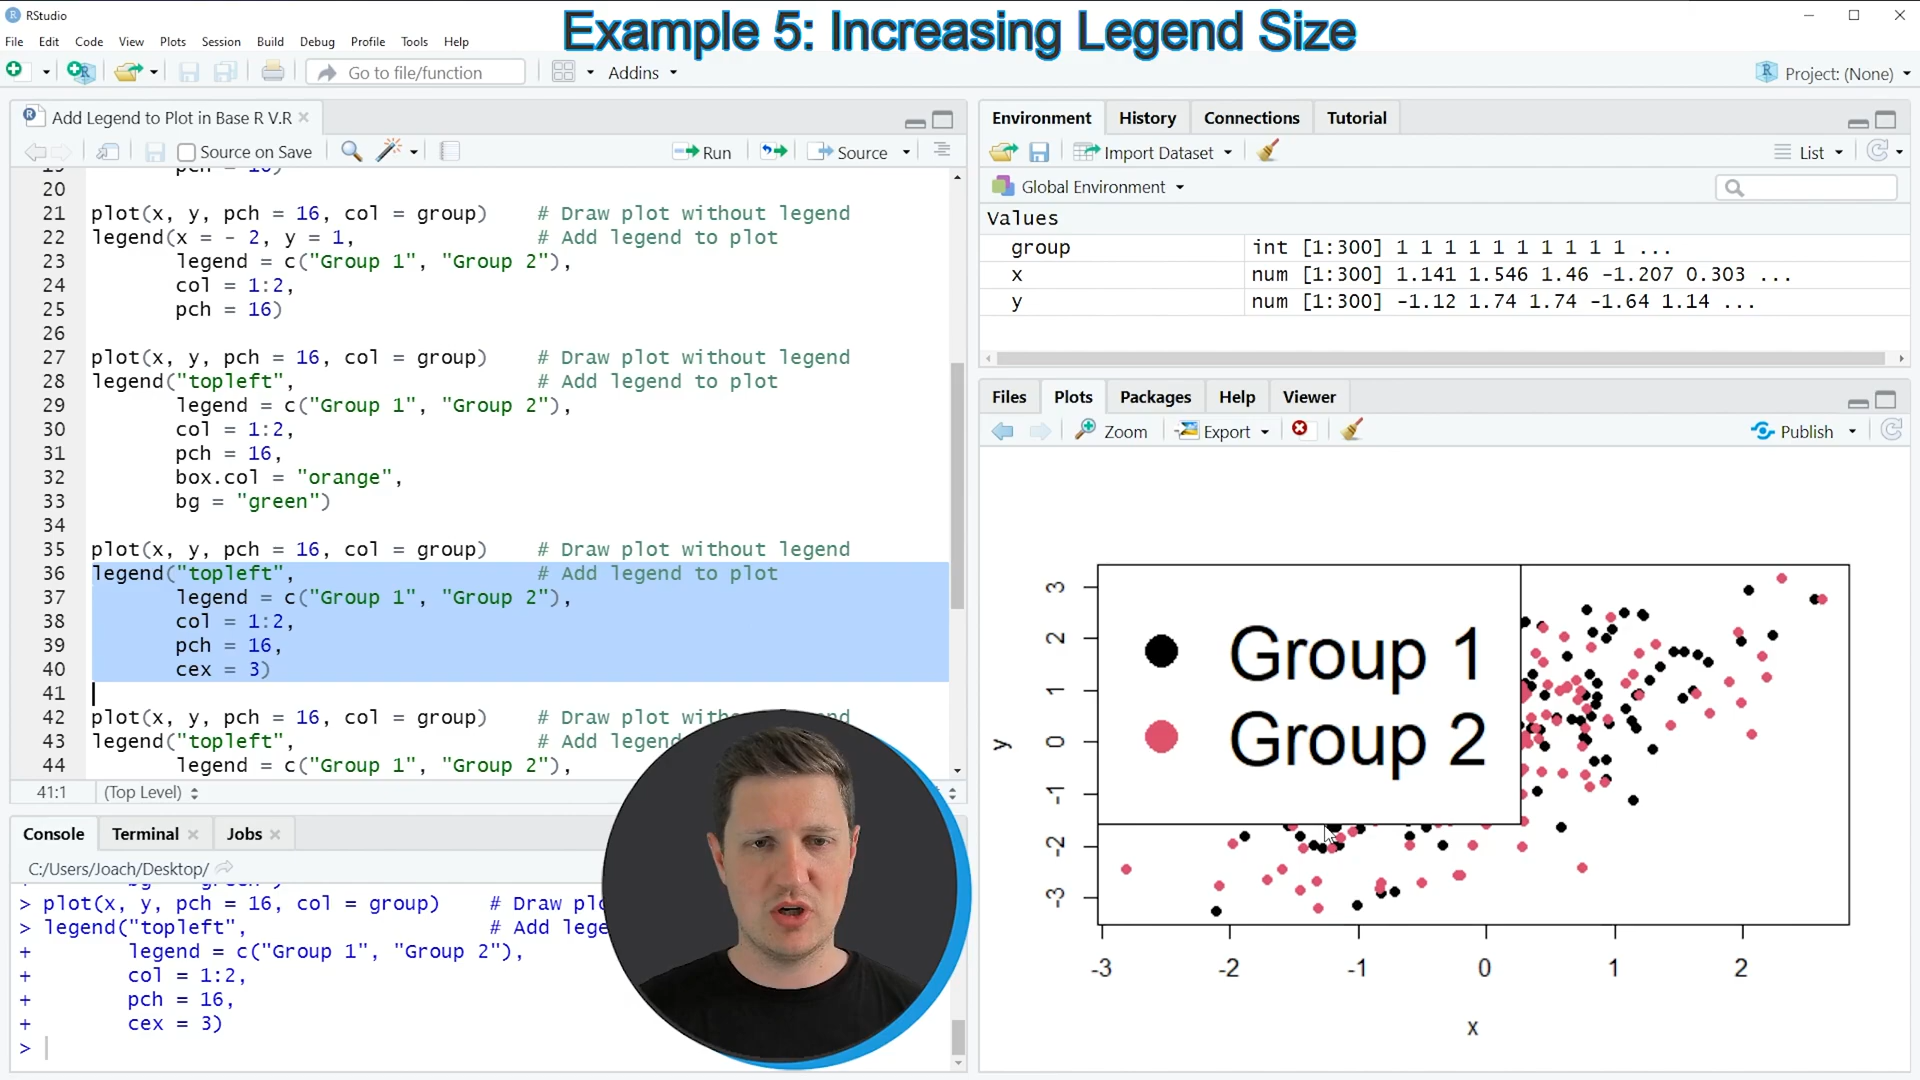 RStudio
Example 5: Increasing Legend Size
File Edit Code View Plots Session Build Debug Profile Tools Help
Go to file/function Addins Project: (None)
Add Legend to Plot in Base R V.R
Source on Save Run Source
20
21 plot(x, y, pch = 16, col = group) # Draw plot without legend
22 legend(x = - 2, y = 1, # Add legend to plot
23 legend = c("Group 1", "Group 2"),
24 col = 1:2,
25 pch = 16)
26
27 plot(x, y, pch = 16, col = group) # Draw plot without legend
28 legend("topleft", # Add legend to plot
29 legend = c("Group 1", "Group 2"),
30 col = 1:2,
31 pch = 16,
32 box.col = "orange",
33 bg = "green")
34
35 plot(x, y, pch = 16, col = group) # Draw plot without legend
36 legend("topleft", # Add legend to plot
37 legend = c("Group 1", "Group 2"),
38 col = 1:2,
39 pch = 16,
40 cex = 3)
41
42 plot(x, y, pch = 16, col = group) # Draw plot
43 legend("topleft", # Add
44 legend = c("Group 1", "Group 2"),
41:1 (Top Level)
Console Terminal Jobs
C:/Users/Joach/Desktop/
> plot(x, y, pch = 16, col = group) # Draw
> legend("topleft", # Add
+ legend = c("Group 1", "Group 2"),
+ col = 1:2,
+ pch = 16,
+ cex = 3)
>
Environment History Connections Tutorial
Import Dataset List
Global Environment
Values
group int [1:300] 1 1 1 1 1 1 1 1 1 1 ...
x num [1:300] 1.141 1.546 1.46 -1.207 0.303 ...
y num [1:300] -1.12 1.74 1.74 -1.64 1.14 ...
Files Plots Packages Help Viewer
Zoom Export Publish
Group 1
Group 2
3
2
1
0
-1
-2
-3
y
-3 -2 -1 0 1 2
x